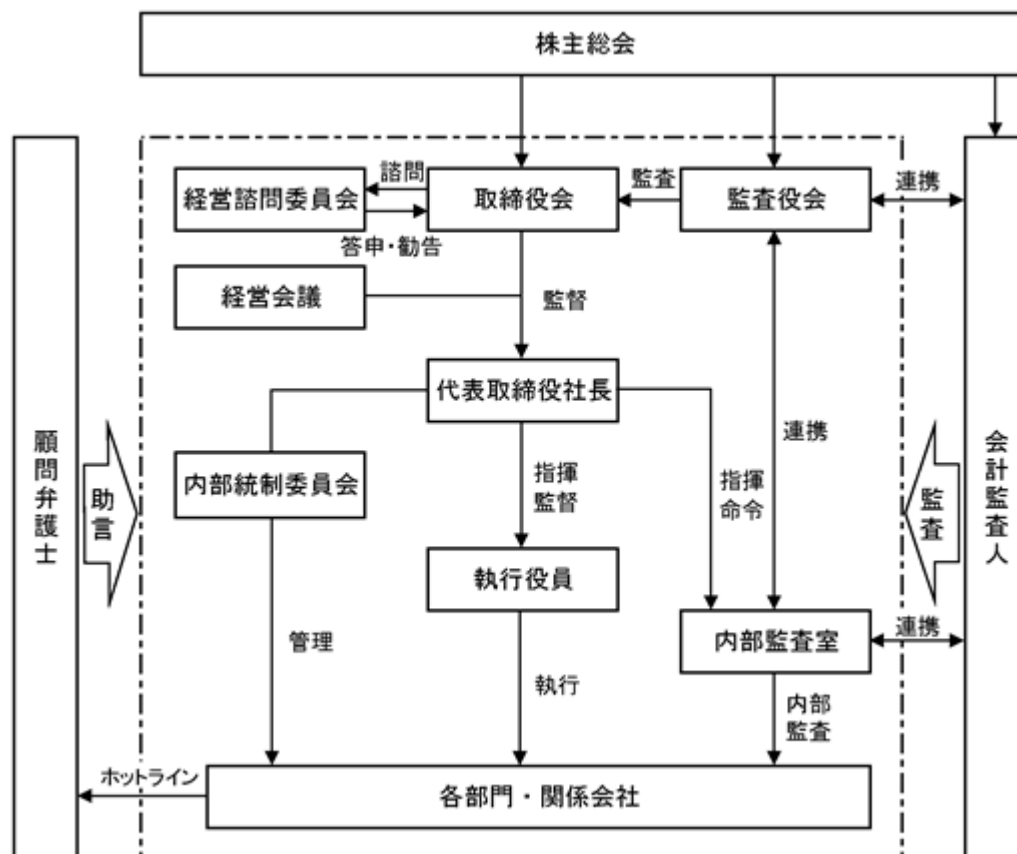 株主総会
諮問
監査
連携
経営諮問委員会
取締役会
監査役会
答申・勧告
経営会議
監督
代表取締役社長
顧問弁護士
助言
内部統制委員会
指揮
監督
指揮
命令
連携
監査
会計監査人
執行役員
管理
内部監査室
連携
執行
内部
監査
ホットライン
各部門・関係会社